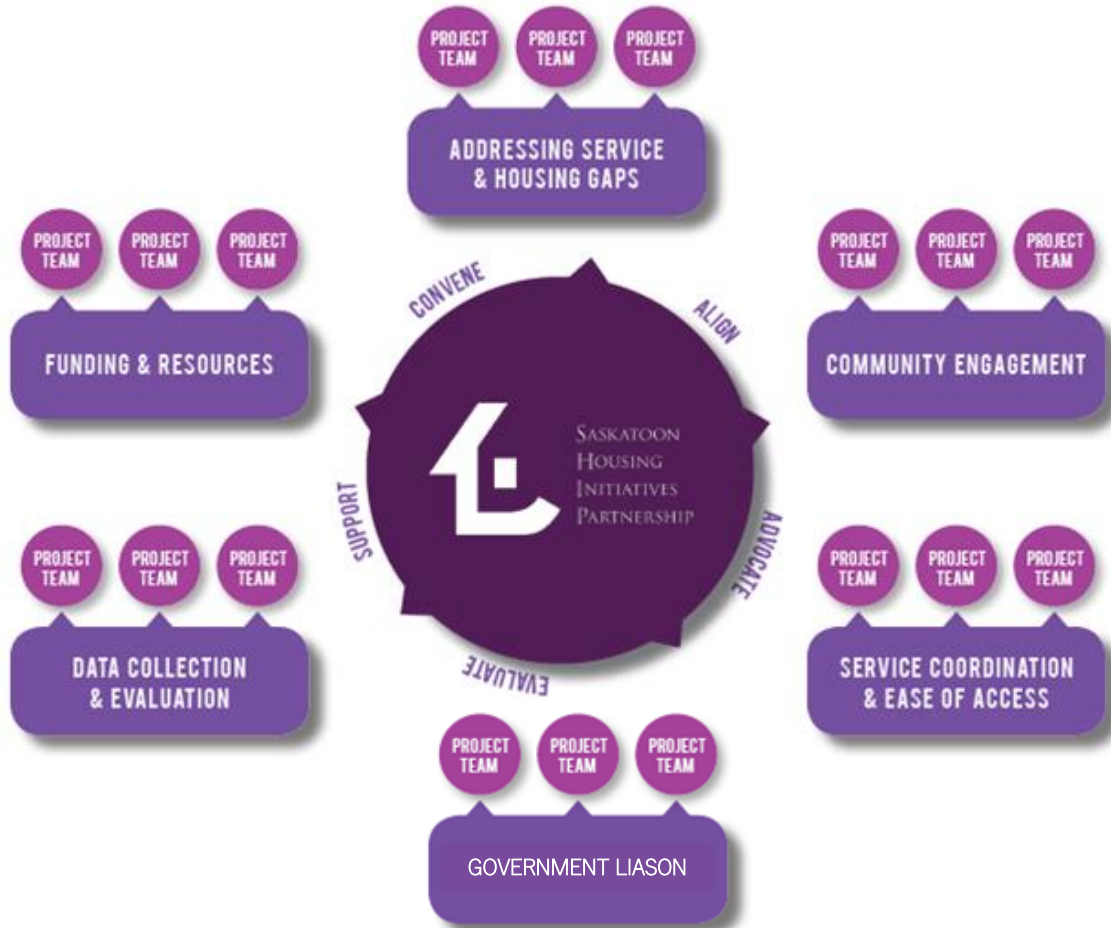 PROJECT
TEAM
PROJECT
TEAM
PROJECT
TEAM
ADDRESSING SERVICE
& HOUSING GAPS
PROJECT
TEAM
PROJECT
TEAM
PROJECT
TEAM
FUNDING & RESOURCES
PROJECT
TEAM
PROJECT
TEAM
PROJECT
TEAM
COMMUNITY ENGAGEMENT
CONVENE
ALIGN
ADVOCATE
EVALUATE
SUPPORT
SASKATOON
HOUSING
INITIATIVES
PARTNERSHIP
PROJECT
TEAM
PROJECT
TEAM
PROJECT
TEAM
DATA COLLECTION
& EVALUATION
PROJECT
TEAM
PROJECT
TEAM
PROJECT
TEAM
SERVICE COORDINATION
& EASE OF ACCESS
PROJECT
TEAM
PROJECT
TEAM
PROJECT
TEAM
GOVERNMENT LIASON